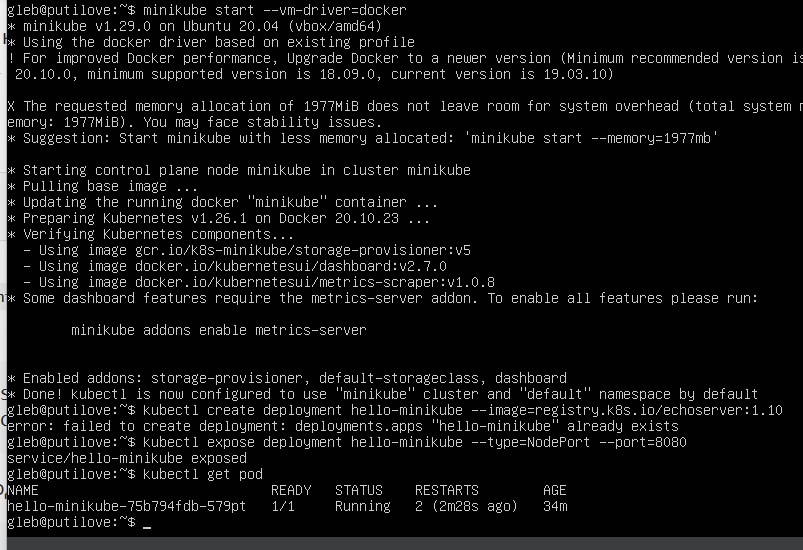 gleb@putilove:~$ minikube start --vm-driver=docker
* minikube v1.29.0 on Ubuntu 20.04 (vbox/amd64)
* Using the docker driver based on existing profile
! For improved Docker performance, Upgrade Docker to a newer version (Minimum recommended version is
 20.10.0, minimum supported version is 18.09.0, current version is 19.03.10)
X The requested memory allocation of 1977MiB does not leave room for system overhead (total system m
emory: 1977MiB). You may face stability issues.
* Suggestion: Start minikube with less memory allocated: 'minikube start --memory=1977mb'
* Starting control plane node minikube in cluster minikube
* Pulling base image ...
* Updating the running docker "minikube" container ...
* Preparing Kubernetes v1.26.1 on Docker 20.10.23 ...
* Verifying Kubernetes components...
  - Using image gcr.io/k8s-minikube/storage-provisioner:v5
  - Using image docker.io/kubernetesui/dashboard:v2.7.0
  - Using image docker.io/kubernetesui/metrics-scraper:v1.0.8
* Some dashboard features require the metrics-server addon. To enable all features please run:
        minikube addons enable metrics-server
* Enabled addons: storage-provisioner, default-storageclass, dashboard
* Done! kubectl is now configured to use "minikube" cluster and "default" namespace by default
gleb@putilove:~$ kubectl create deployment hello-minikube --image=registry.k8s.io/echoserver:1.10
error: failed to create deployment: deployments.apps "hello-minikube" already exists
gleb@putilove:~$ kubectl expose deployment hello-minikube --type=NodePort --port=8080
service/hello-minikube exposed
gleb@putilove:~$ kubectl get pod
NAME                              READY   STATUS    RESTARTS        AGE
hello-minikube-75b794fdb-579pt   1/1     Running   2 (2m28s ago)   34m
gleb@putilove:~$ _